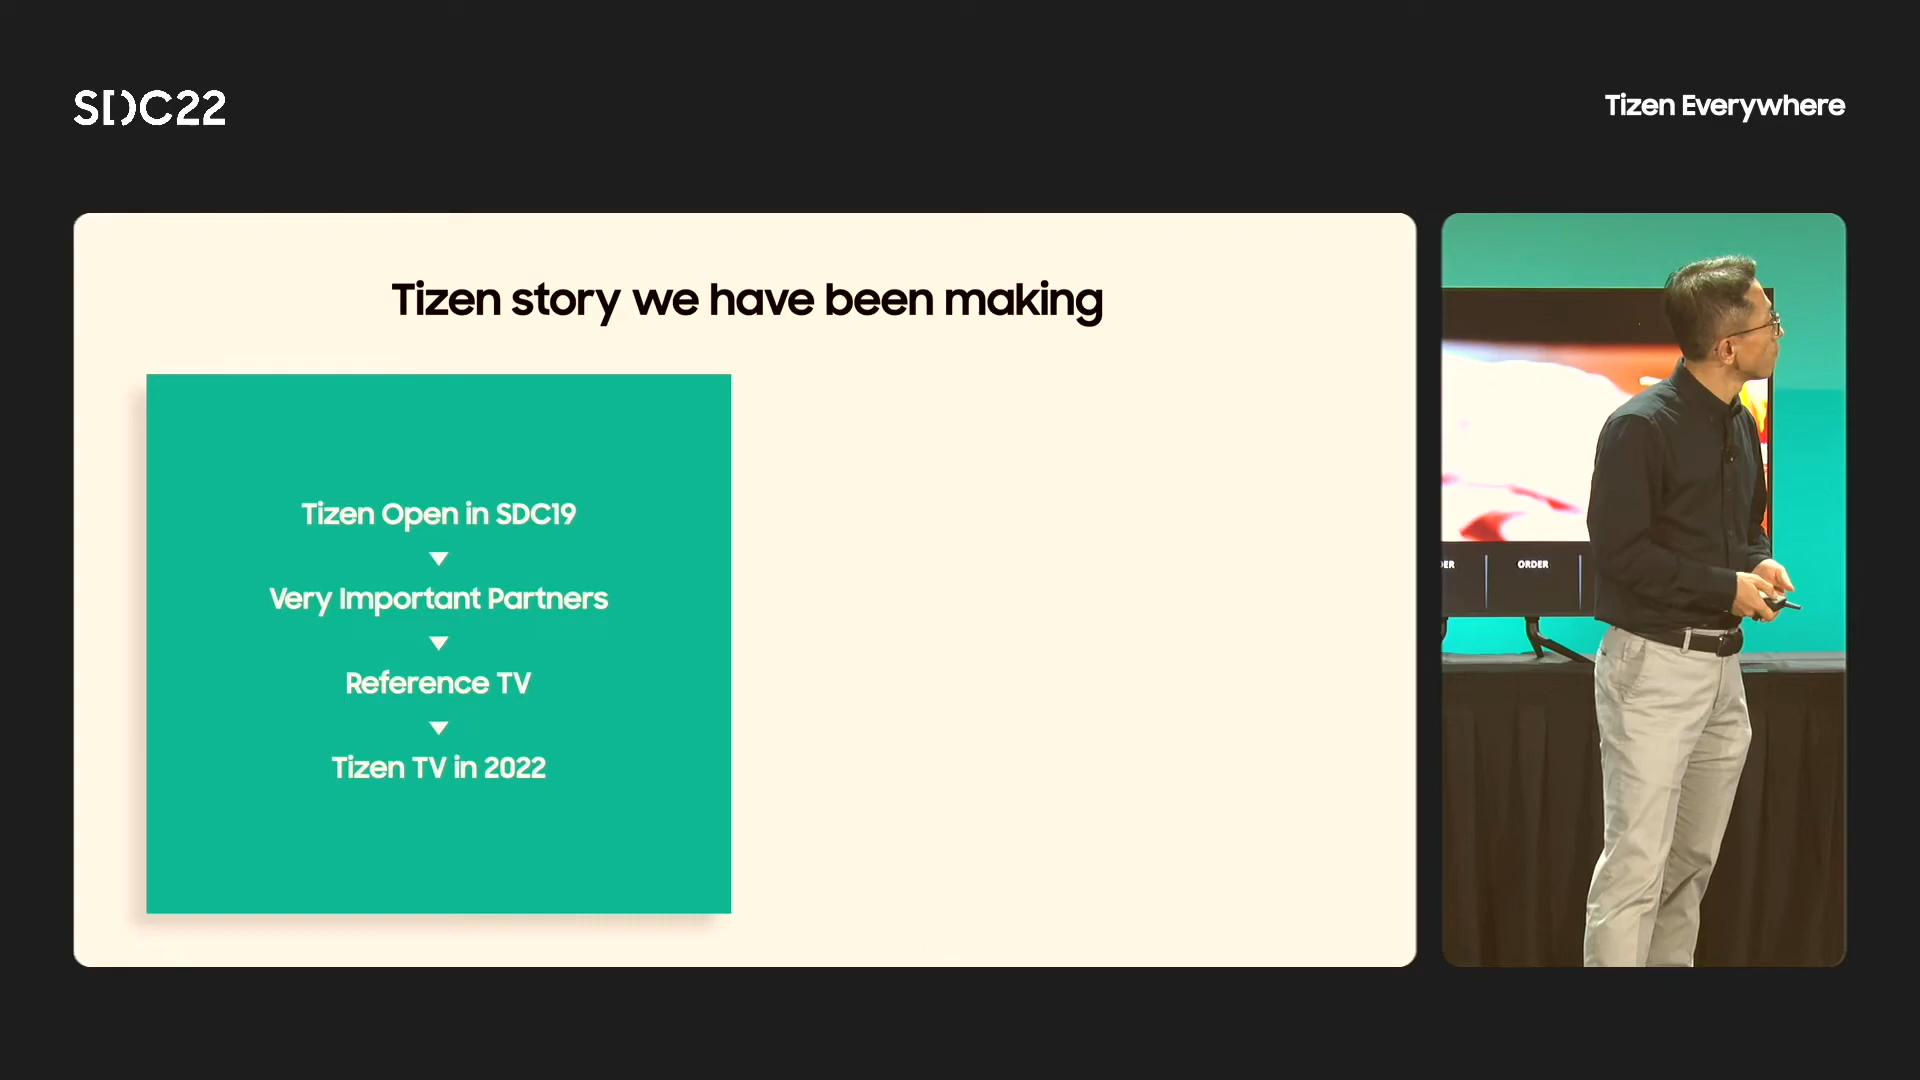 SDC22
Tizen Everywhere
Tizen story we have been making
Tizen Open in SDC19
Very Important Partners
Reference TV
Tizen TV in 2022
ORDER